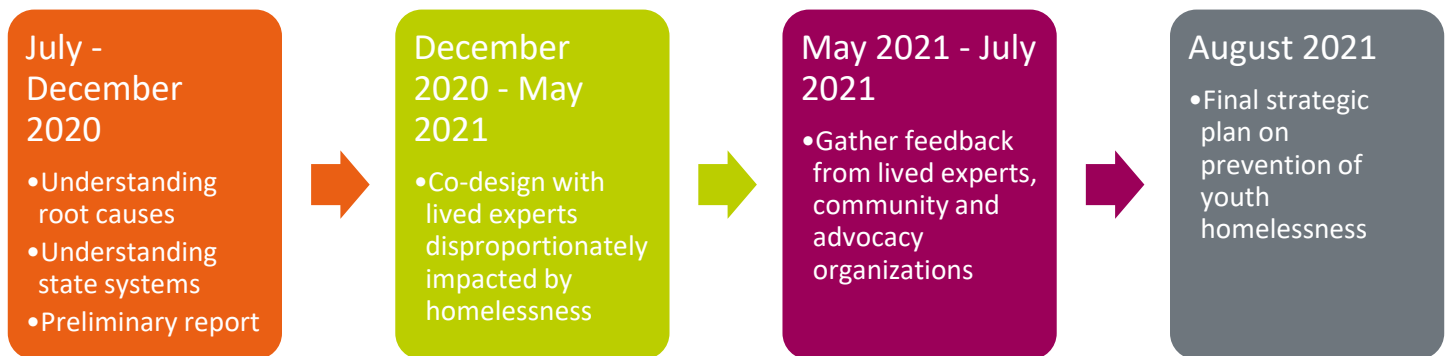 July -
December
2020
•Understanding
root causes
•Understanding
state systems
•Preliminary report
December
2020 - May
2021
•Co-design with
lived experts
disproportionately
impacted by
homelessness
May 2021 - July
2021
•Gather feedback
from lived experts,
community and
advocacy
organizations
August 2021
•Final strategic
plan on
prevention of
youth
homelessness